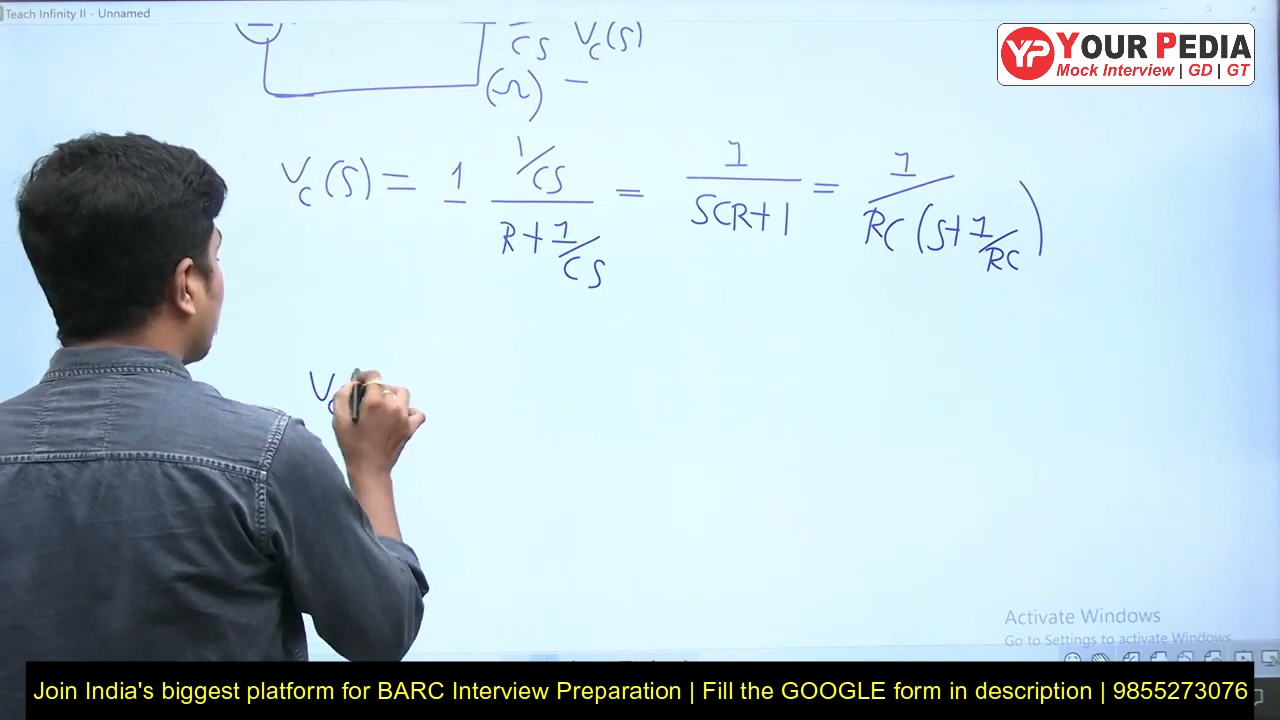 Teach Infinity II - Unnamed
YP YOUR PEDIA
Mock Interview | GD | GT
CS Vc(S)
(Ω) -
Vc(S) = 1 1/CS / R+1/CS = 1/SCR+1 = 1/RC(S+1/RC)
Vc
Activate Windows
Go to Settings to activate Windows.
Join India's biggest platform for BARC Interview Preparation | Fill the GOOGLE form in description | 9855273076